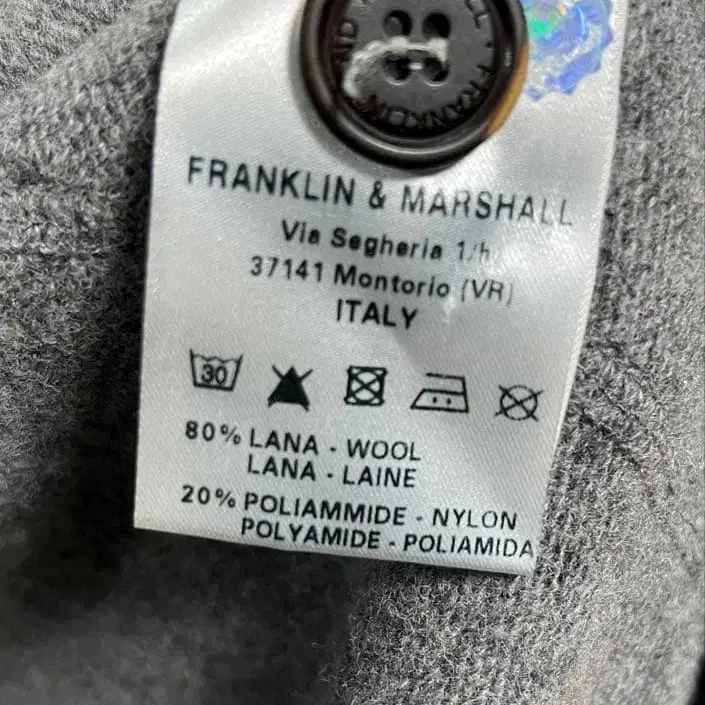 FRANKLIN
FRANKLIN & MARSHALL
Via Segheria 1/h
37141 Montorio (VR)
ITALY
30
80% LANA - WOOL
LANA - LAINE
20% POLIAMMIDE - NYLON
POLYAMIDE - POLIAMIDA